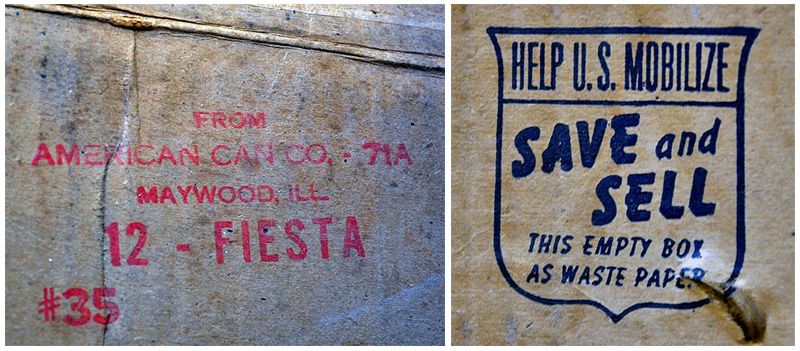 FROM
AMERICAN CAN CO. - 71A
MAYWOOD, ILL.
12 - FIESTA
#35
HELP U.S. MOBILIZE
SAVE and
SELL
THIS EMPTY BOX
AS WASTE PAPER